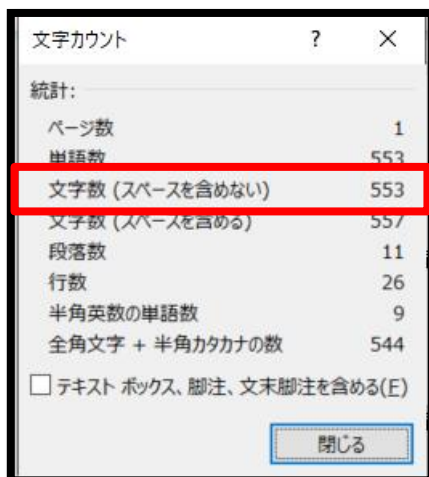 文字カウント ? ×
統計:
ページ数 1
単語数 553
文字数 (スペースを含めない) 553
文字数 (スペースを含める) 557
段落数 11
行数 26
半角英数の単語数 9
全角文字 + 半角カタカナの数 544
テキスト ボックス、脚注、文末脚注を含める(F)
閉じる